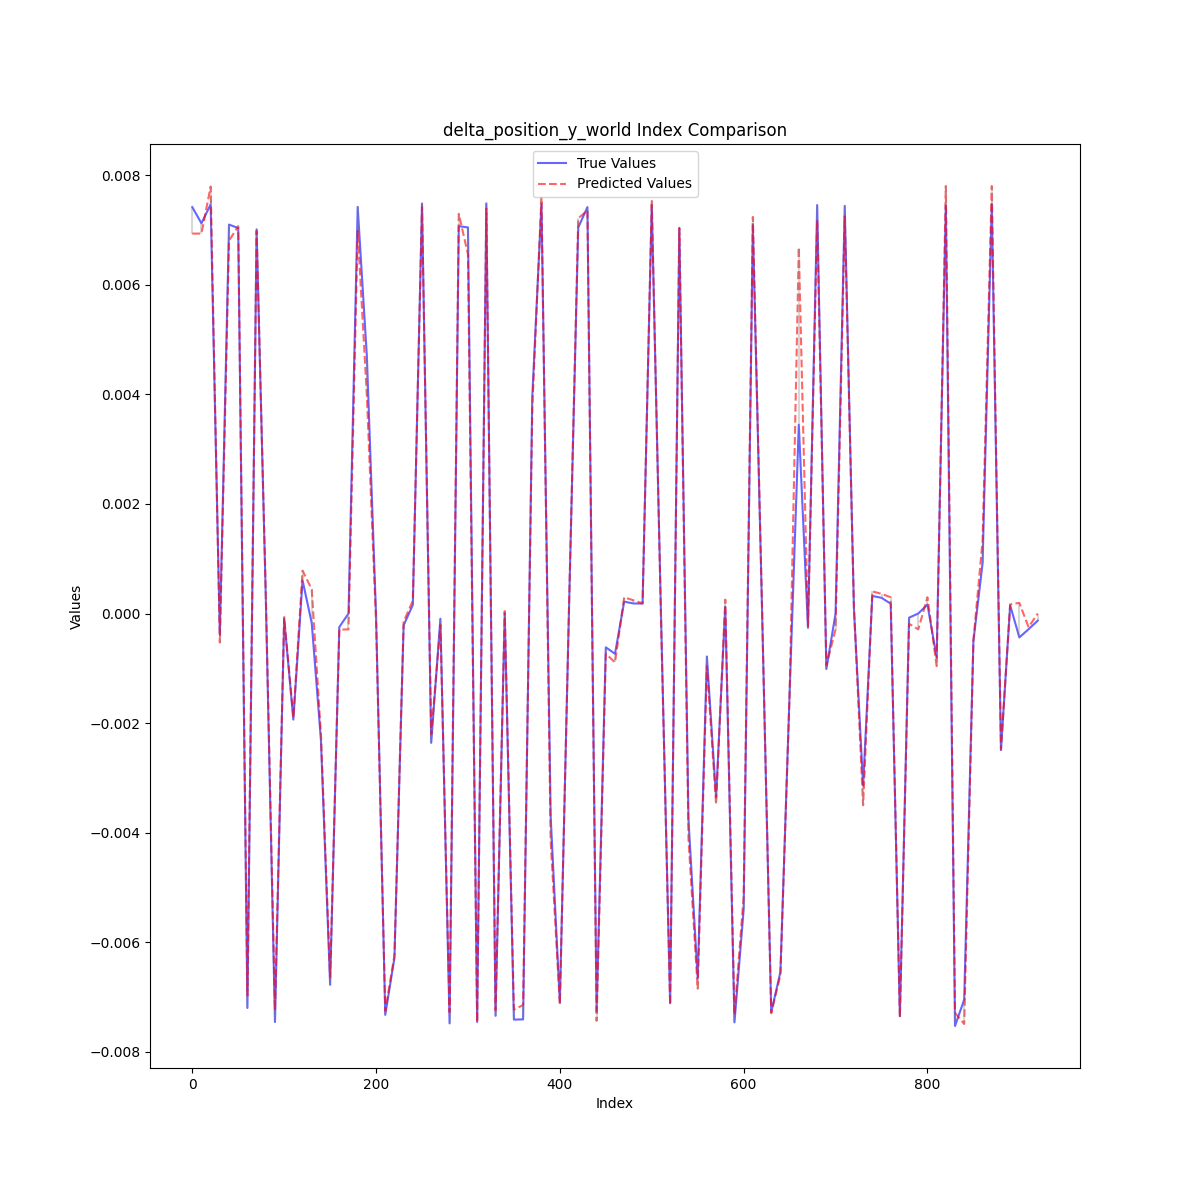 delta_position_y_world Index Comparison
True Values
Predicted Values
0.008
0.006
0.004
0.002
0.000
−0.002
−0.004
−0.006
−0.008
Values
0 200 400 600 800
Index